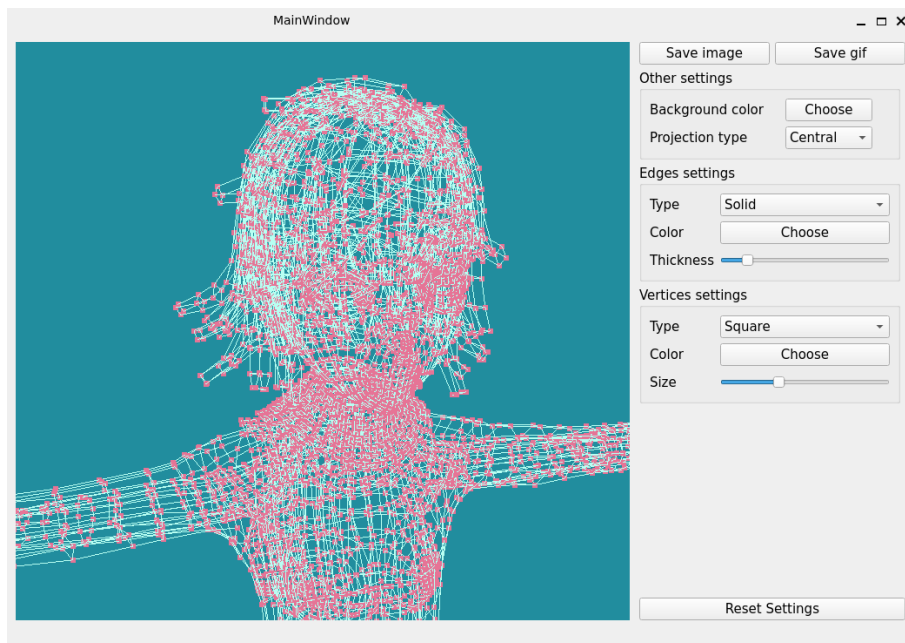 MainWindow
Save image Save gif
Other settings
Background color Choose
Projection type Central
Edges settings
Type Solid
Color Choose
Thickness
Vertices settings
Type Square
Color Choose
Size
Reset Settings